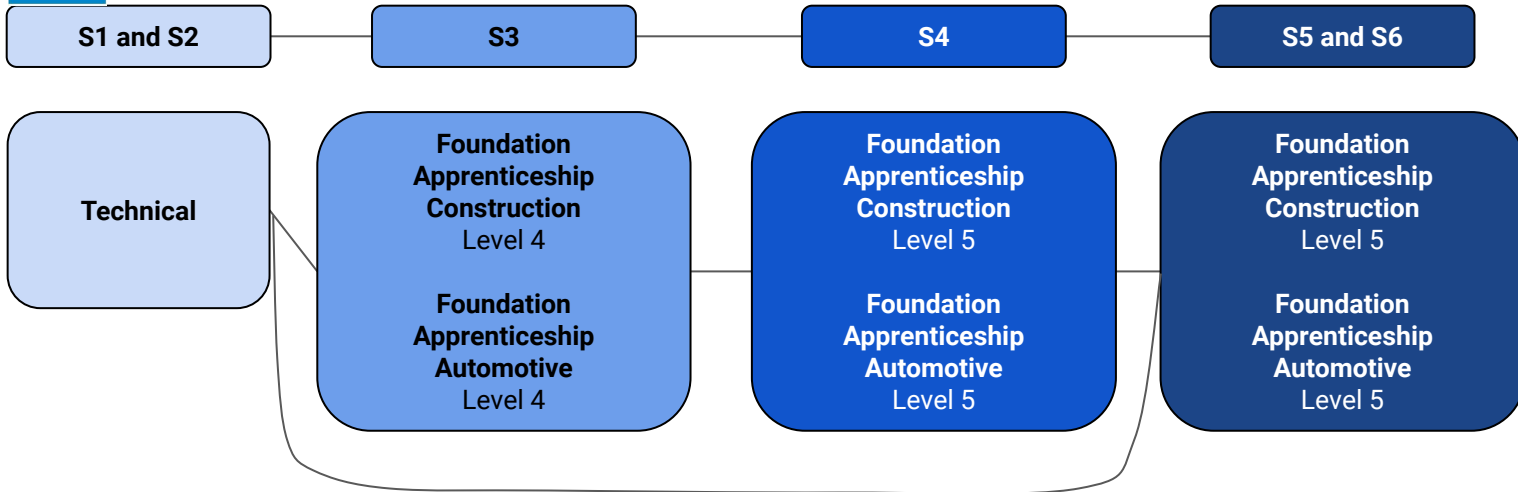 S1 and S2
S3
S4
S5 and S6
Technical
Foundation
Apprenticeship
Construction
Level 4
Foundation
Apprenticeship
Automotive
Level 4
Foundation
Apprenticeship
Construction
Level 5
Foundation
Apprenticeship
Automotive
Level 5
Foundation
Apprenticeship
Construction
Level 5
Foundation
Apprenticeship
Automotive
Level 5